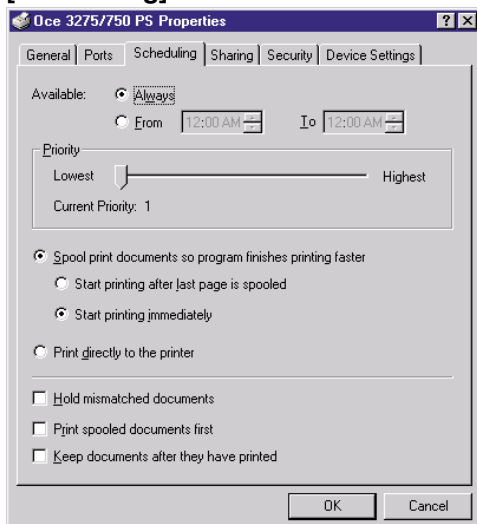 Oce 3275/750 PS Properties ? X
General Ports Scheduling Sharing Security Device Settings
Available: Always
From 12:00 AM To 12:00 AM
Priority
Lowest Highest
Current Priority: 1
Spool print documents so program finishes printing faster
Start printing after last page is spooled
Start printing immediately
Print directly to the printer
Hold mismatched documents
Print spooled documents first
Keep documents after they have printed
OK Cancel